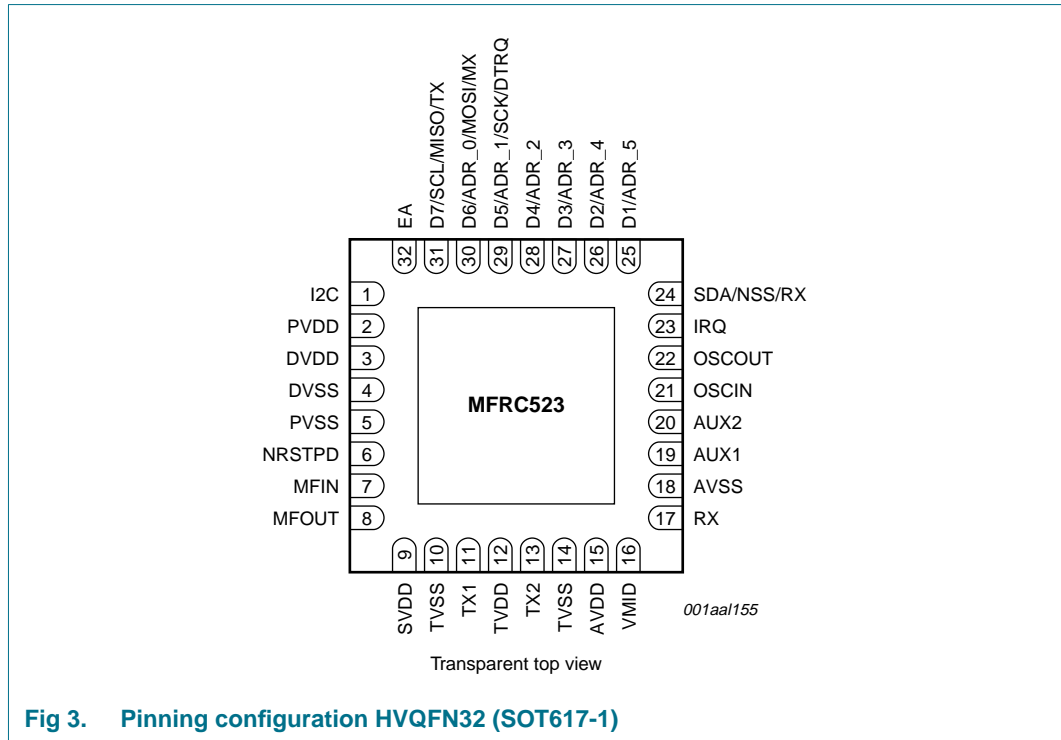 EA
D7/SCL/MISO/TX
D6/ADR_0/MOSI/MX
D5/ADR_1/SCK/DTRQ
D4/ADR_2
D3/ADR_3
D2/ADR_4
D1/ADR_5
32
31
30
29
28
27
26
25
I2C 1
PVDD 2
DVDD 3
DVSS 4
PVSS 5
NRSTPD 6
MFIN 7
MFOUT 8
MFRC523
24 SDA/NSS/RX
23 IRQ
22 OSCOUT
21 OSCIN
20 AUX2
19 AUX1
18 AVSS
17 RX
9
10
11
12
13
14
15
16
SVDD
TVSS
TX1
TVDD
TX2
TVSS
AVDD
VMID
001aal155
Transparent top view
Fig 3. Pinning configuration HVQFN32 (SOT617-1)